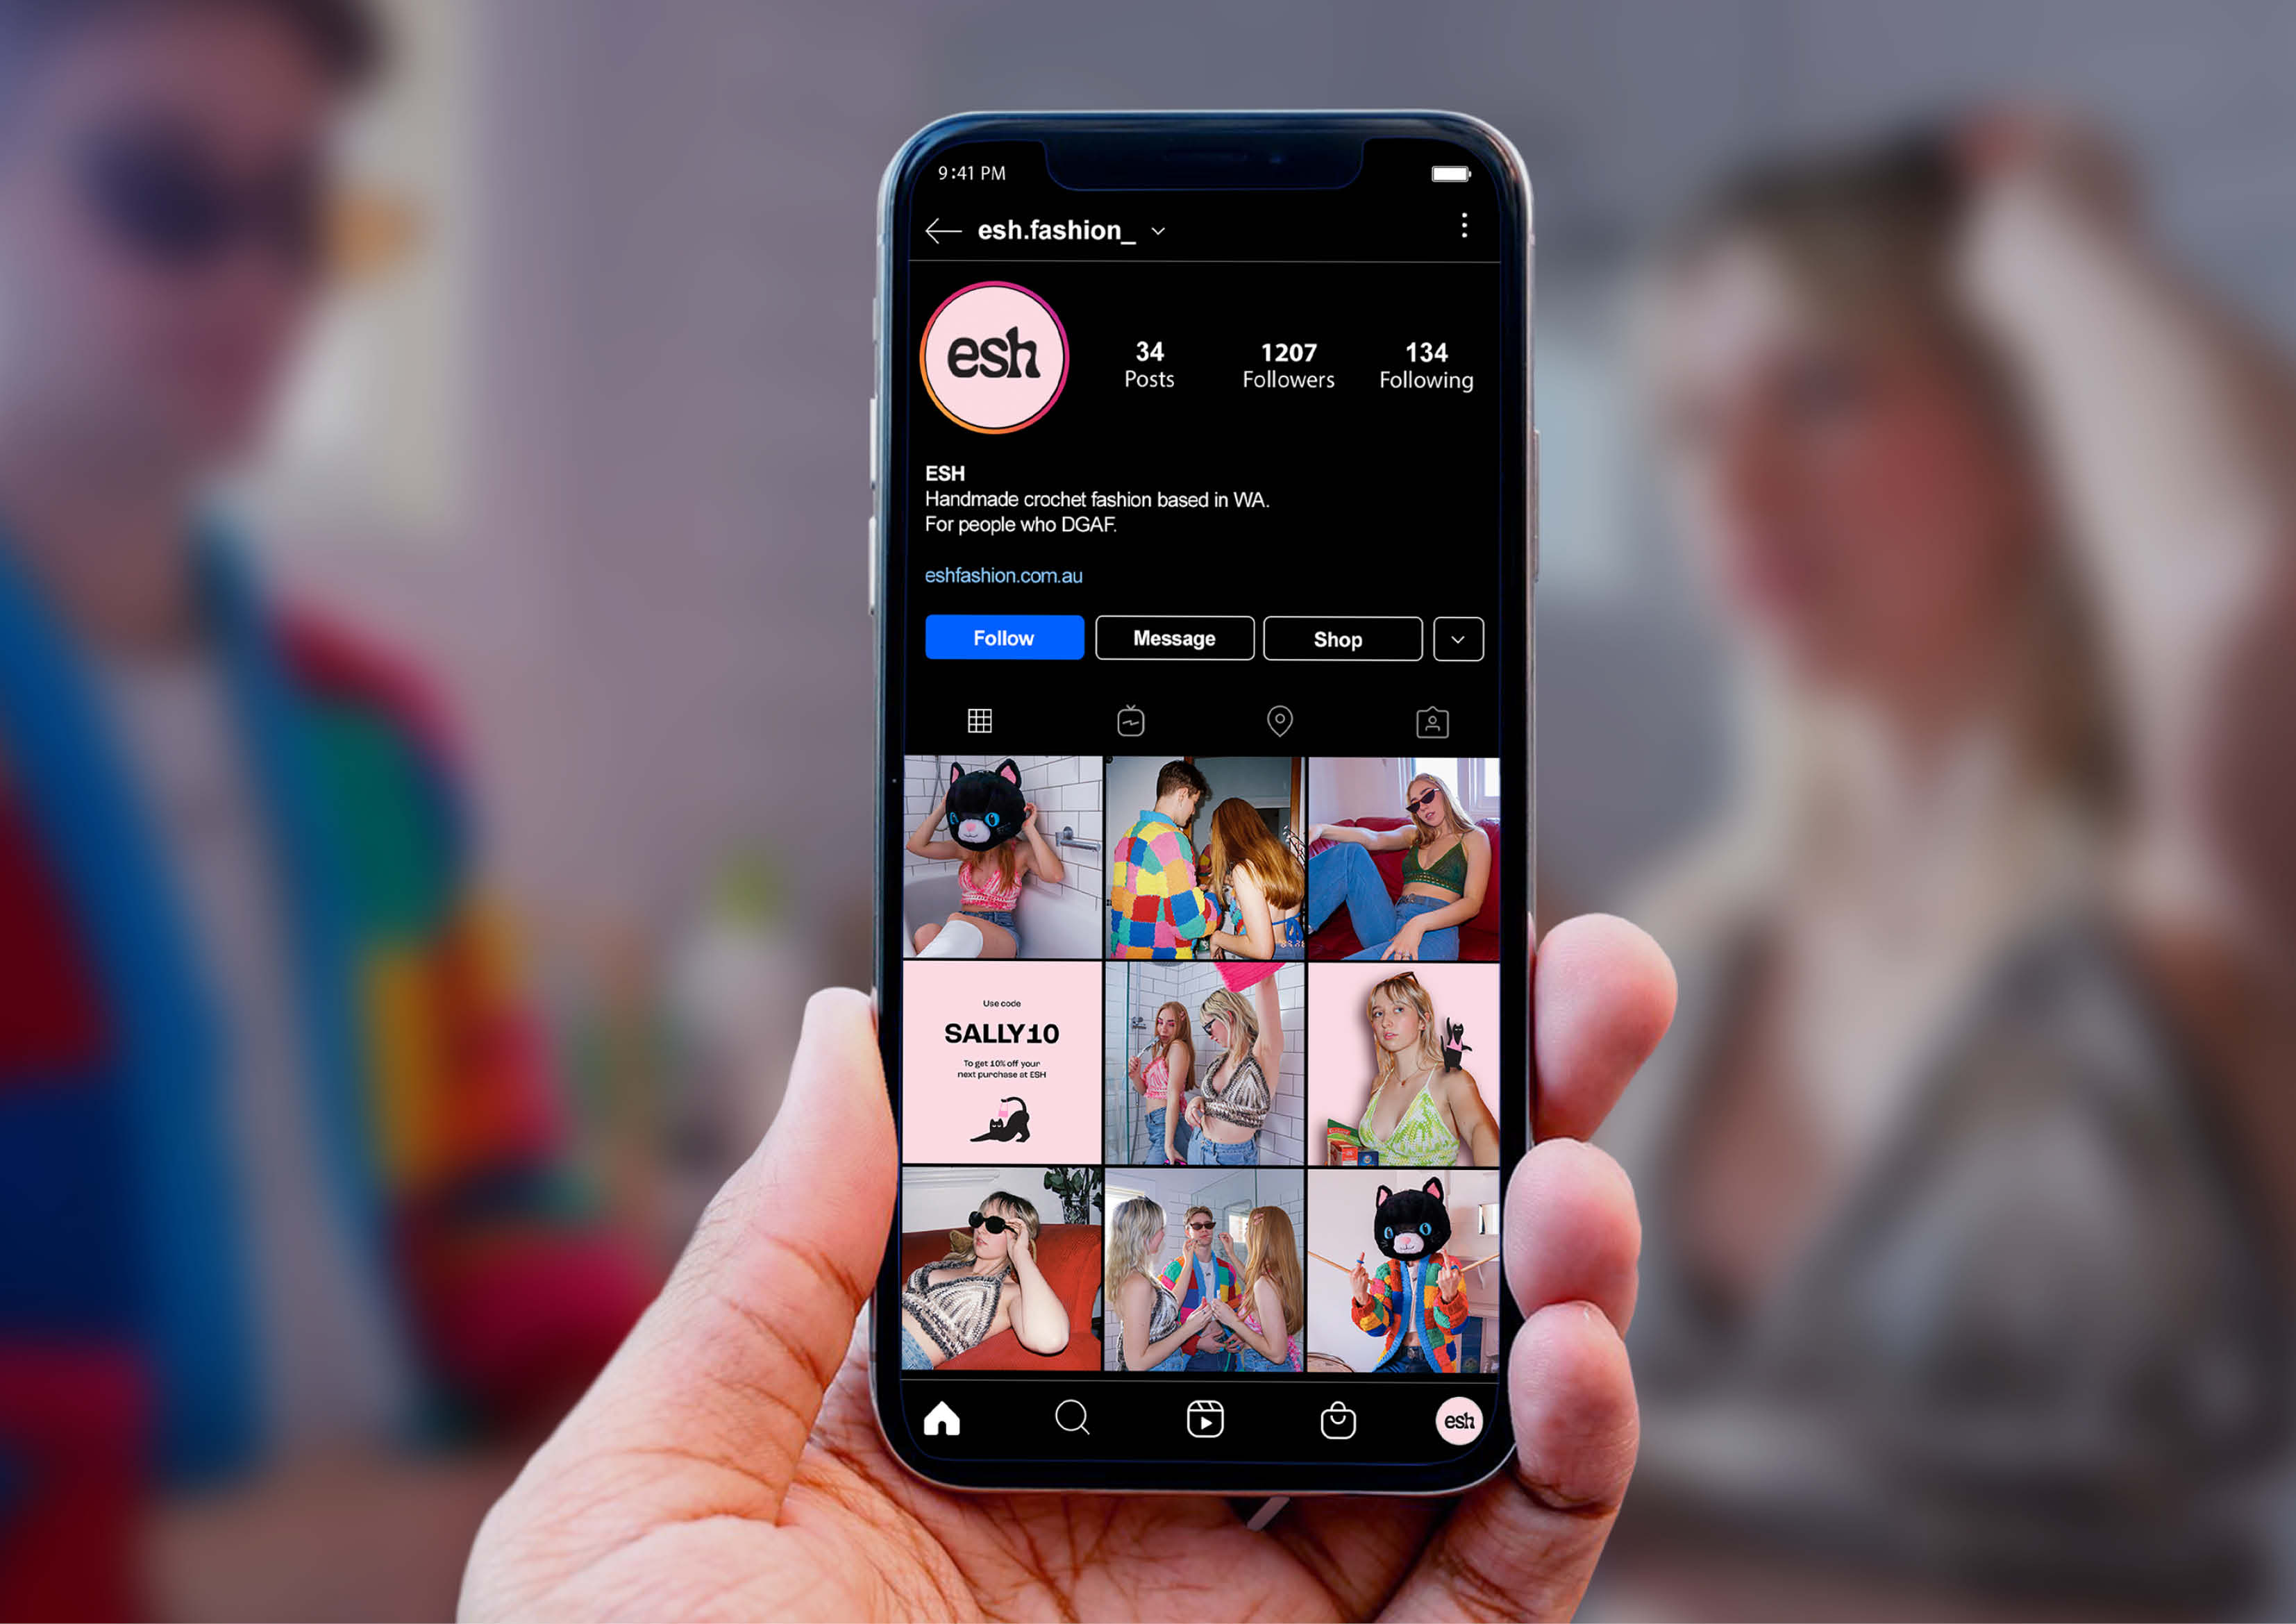 9:41 PM
esh.fashion_
esh
34
Posts
1207
Followers
134
Following
ESH
Handmade crochet fashion based in WA.
For people who DGAF.
eshfashion.com.au
Follow
Message
Shop
Use code
SALLY10
To get 10% off your
next purchase at ESH
esh